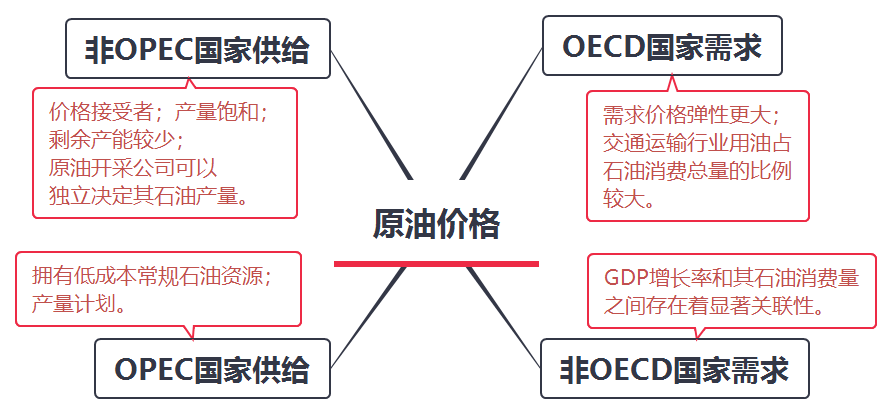 非OPEC国家供给
价格接受者；产量饱和；
剩余产能较少；
原油开采公司可以
独立决定其石油产量。
OECD国家需求
需求价格弹性更大；
交通运输行业用油占
石油消费总量的比例
较大。
原油价格
拥有低成本常规石油资源；
产量计划。
OPEC国家供给
GDP增长率和其石油消费量
之间存在着显著关联性。
非OECD国家需求